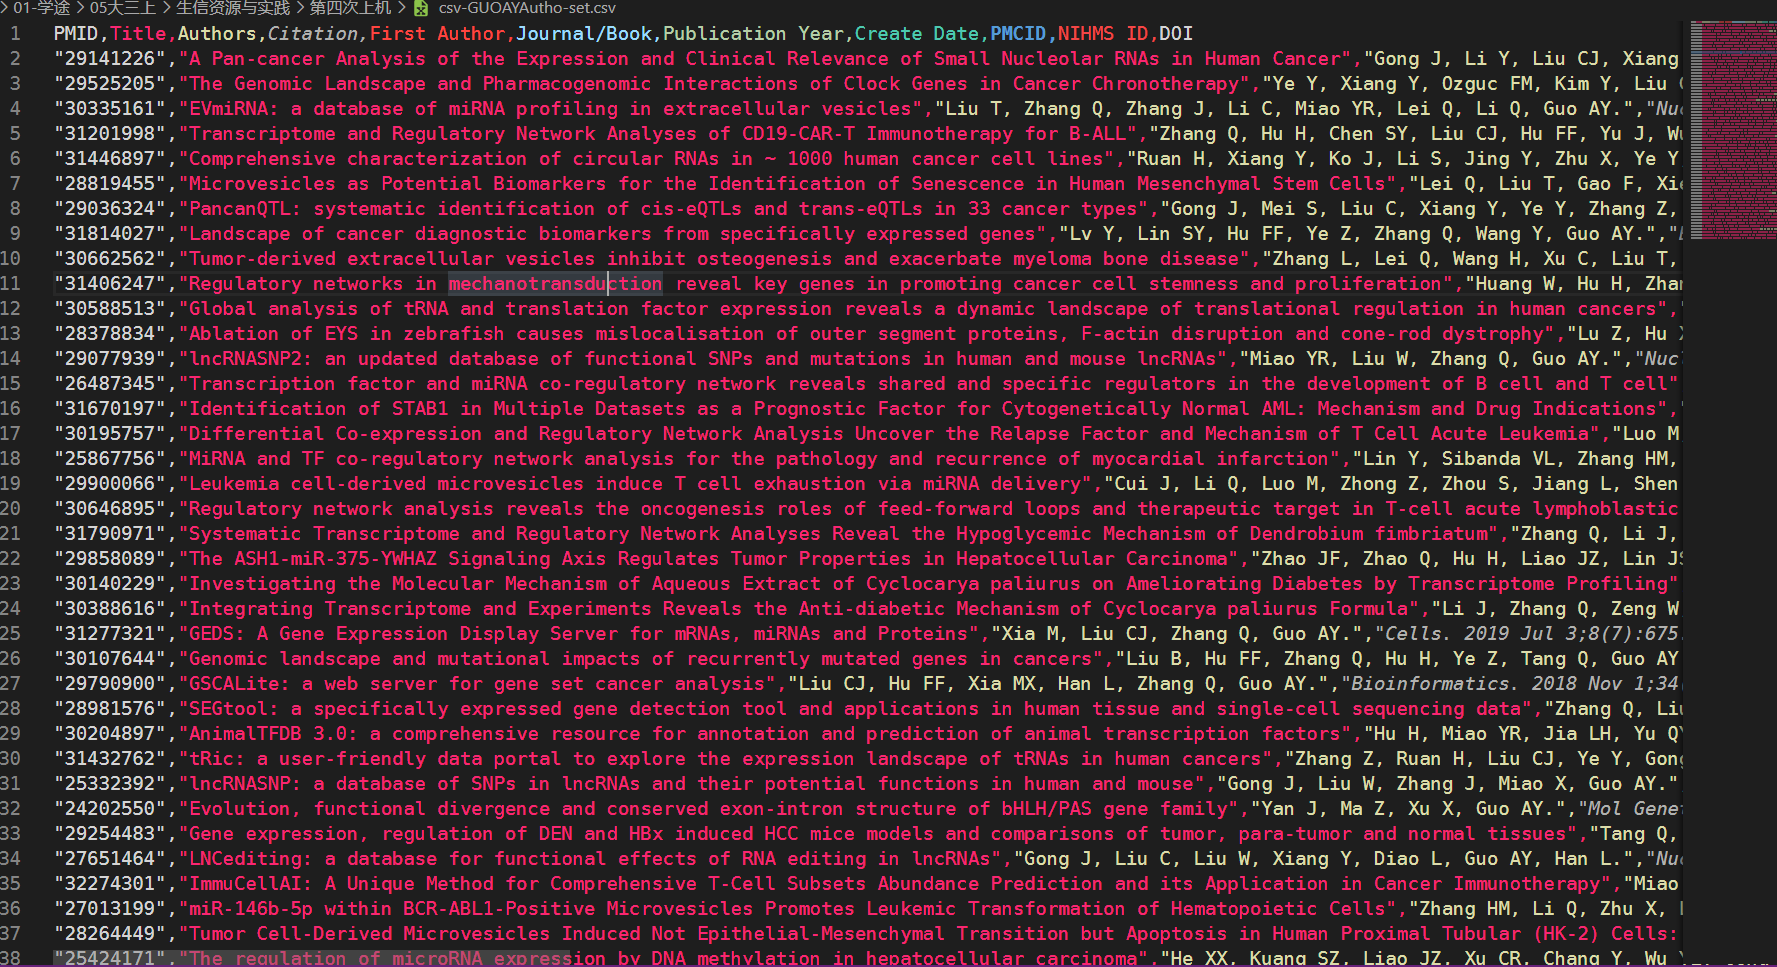 > 01-学途 > 05大三上 > 生信资源与实践 > 第四次上机 > csv-GUOAYAutho-set.csv
1 PMID,Title,Authors,Citation,First Author,Journal/Book,Publication Year,Create Date,PMCID,NIHMS ID,DOI
2 "29141226","A Pan-cancer Analysis of the Expression and Clinical Relevance of Small Nucleolar RNAs in Human Cancer","Gong J, Li Y, Liu CJ, Xiang
3 "29525205","The Genomic Landscape and Pharmacogenomic Interactions of Clock Genes in Cancer Chronotherapy","Ye Y, Xiang Y, Ozguc FM, Kim Y, Liu
4 "30335161","EVmiRNA: a database of miRNA profiling in extracellular vesicles","Liu T, Zhang Q, Zhang J, Li C, Miao YR, Lei Q, Li Q, Guo AY.","Nuc
5 "31201998","Transcriptome and Regulatory Network Analyses of CD19-CAR-T Immunotherapy for B-ALL","Zhang Q, Hu H, Chen SY, Liu CJ, Hu FF, Yu J, Wu
6 "31446897","Comprehensive characterization of circular RNAs in ~ 1000 human cancer cell lines","Ruan H, Xiang Y, Ko J, Li S, Jing Y, Zhu X, Ye Y
7 "28819455","Microvesicles as Potential Biomarkers for the Identification of Senescence in Human Mesenchymal Stem Cells","Lei Q, Liu T, Gao F, Xie
8 "29036324","PancanQTL: systematic identification of cis-eQTLs and trans-eQTLs in 33 cancer types","Gong J, Mei S, Liu C, Xiang Y, Ye Y, Zhang Z,
9 "31814027","Landscape of cancer diagnostic biomarkers from specifically expressed genes","Lv Y, Lin SY, Hu FF, Ye Z, Zhang Q, Wang Y, Guo AY.","
10 "30662562","Tumor-derived extracellular vesicles inhibit osteogenesis and exacerbate myeloma bone disease","Zhang L, Lei Q, Wang H, Xu C, Liu T,
11 "31406247","Regulatory networks in mechanotransduction reveal key genes in promoting cancer cell stemness and proliferation","Huang W, Hu H, Zhan
12 "30588513","Global analysis of tRNA and translation factor expression reveals a dynamic landscape of translational regulation in human cancers",
13 "28378834","Ablation of EYS in zebrafish causes mislocalisation of outer segment proteins, F-actin disruption and cone-rod dystrophy","Lu Z, Hu X
14 "29077939","lncRNASNP2: an updated database of functional SNPs and mutations in human and mouse lncRNAs","Miao YR, Liu W, Zhang Q, Guo AY.","Nuc
15 "26487345","Transcription factor and miRNA co-regulatory network reveals shared and specific regulators in the development of B cell and T cell"
16 "31670197","Identification of STAB1 in Multiple Datasets as a Prognostic Factor for Cytogenetically Normal AML: Mechanism and Drug Indications","
17 "30195757","Differential Co-expression and Regulatory Network Analysis Uncover the Relapse Factor and Mechanism of T Cell Acute Leukemia","Luo M
18 "25867756","MiRNA and TF co-regulatory network analysis for the pathology and recurrence of myocardial infarction","Lin Y, Sibanda VL, Zhang HM,
19 "29900066","Leukemia cell-derived microvesicles induce T cell exhaustion via miRNA delivery","Cui J, Li Q, Luo M, Zhong Z, Zhou S, Jiang L, Shen
20 "30646895","Regulatory network analysis reveals the oncogenesis roles of feed-forward loops and therapeutic target in T-cell acute lymphoblastic
21 "31790971","Systematic Transcriptome and Regulatory Network Analyses Reveal the Hypoglycemic Mechanism of Dendrobium fimbriatum","Zhang Q, Li J,
22 "29858089","The ASH1-miR-375-YWHAZ Signaling Axis Regulates Tumor Properties in Hepatocellular Carcinoma","Zhao JF, Zhao Q, Hu H, Liao JZ, Lin JS
23 "30140229","Investigating the Molecular Mechanism of Aqueous Extract of Cyclocarya paliurus on Ameliorating Diabetes by Transcriptome Profiling"
24 "30388616","Integrating Transcriptome and Experiments Reveals the Anti-diabetic Mechanism of Cyclocarya paliurus Formula","Li J, Zhang Q, Zeng W
25 "31277321","GEDS: A Gene Expression Display Server for mRNAs, miRNAs and Proteins","Xia M, Liu CJ, Zhang Q, Guo AY.","Cells. 2019 Jul 3;8(7):675.
26 "30107644","Genomic landscape and mutational impacts of recurrently mutated genes in cancers","Liu B, Hu FF, Zhang Q, Hu H, Ye Z, Tang Q, Guo AY
27 "29790900","GSCALite: a web server for gene set cancer analysis","Liu CJ, Hu FF, Xia MX, Han L, Zhang Q, Guo AY.","Bioinformatics. 2018 Nov 1;34(
28 "28981576","SEGtool: a specifically expressed gene detection tool and applications in human tissue and single-cell sequencing data","Zhang Q, Liu
29 "30204897","AnimalTFDB 3.0: a comprehensive resource for annotation and prediction of animal transcription factors","Hu H, Miao YR, Jia LH, Yu QY
30 "31432762","tRic: a user-friendly data portal to explore the expression landscape of tRNAs in human cancers","Zhang Z, Ruan H, Liu CJ, Ye Y, Gong
31 "25332392","lncRNASNP: a database of SNPs in lncRNAs and their potential functions in human and mouse","Gong J, Liu W, Zhang J, Miao X, Guo AY."
32 "24202550","Evolution, functional divergence and conserved exon-intron structure of bHLH/PAS gene family","Yan J, Ma Z, Xu X, Guo AY.","Mol Genet
33 "29254483","Gene expression, regulation of DEN and HBx induced HCC mice models and comparisons of tumor, para-tumor and normal tissues","Tang Q,
34 "27651464","LNCediting: a database for functional effects of RNA editing in lncRNAs","Gong J, Liu C, Liu W, Xiang Y, Diao L, Guo AY, Han L.","Nuc
35 "32274301","ImmuCellAI: A Unique Method for Comprehensive T-Cell Subsets Abundance Prediction and its Application in Cancer Immunotherapy","Miao
36 "27013199","miR-146b-5p within BCR-ABL1-Positive Microvesicles Promotes Leukemic Transformation of Hematopoietic Cells","Zhang HM, Li Q, Zhu X,
37 "28264449","Tumor Cell-Derived Microvesicles Induced Not Epithelial-Mesenchymal Transition but Apoptosis in Human Proximal Tubular (HK-2) Cells:
38 "25424171","The regulation of microRNA expression by DNA methylation in hepatocellular carcinoma","He XX, Kuang SZ, Liao JZ, Xu CR, Chang Y, Wu